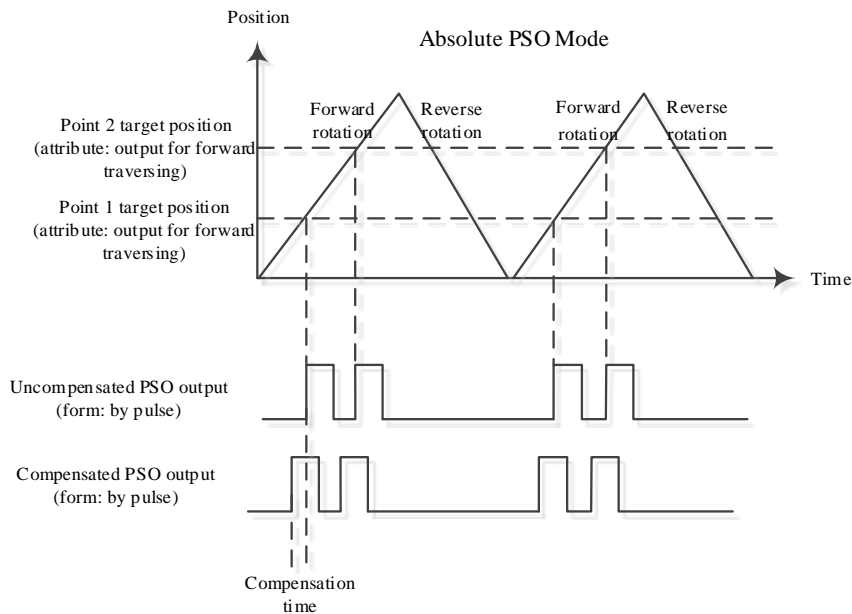 Position
Absolute PSO Mode
Forward
rotation
Reverse
rotation
Forward
rotation
Reverse
rotation
Point 2 target position
(attribute: output for forward
traversing)
Point 1 target position
(attribute: output for forward
traversing)
Time
Uncompensated PSO output
(form: by pulse)
Compensated PSO output
(form: by pulse)
Compensation
time